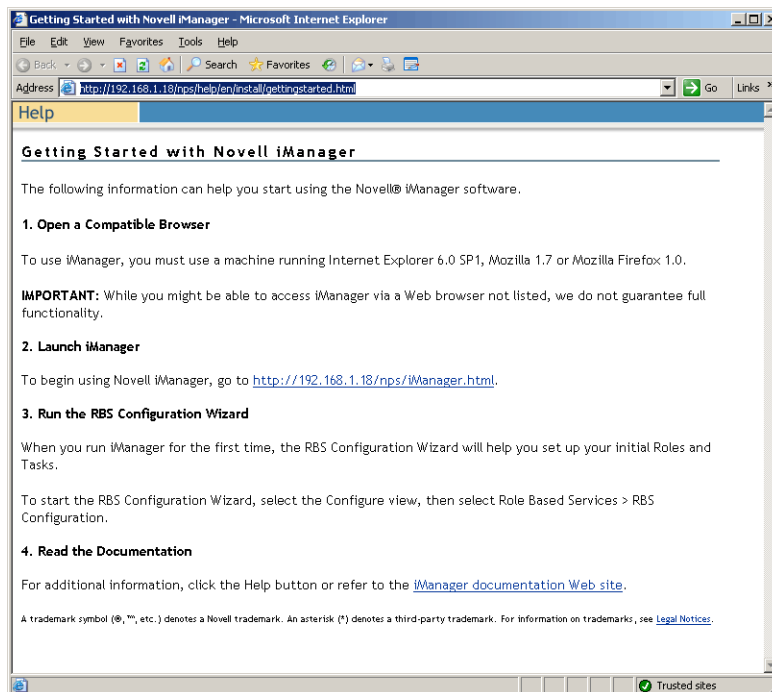 Getting Started with Novell iManager - Microsoft Internet Explorer
File Edit View Favorites Tools Help
Back Search Favorites
Address http://192.168.1.18/nps/help/en/install/gettingstarted.html Go Links »
Help
Getting Started with Novell iManager
The following information can help you start using the Novell® iManager software.
1. Open a Compatible Browser
To use iManager, you must use a machine running Internet Explorer 6.0 SP1, Mozilla 1.7 or Mozilla Firefox 1.0.
IMPORTANT: While you might be able to access iManager via a Web browser not listed, we do not guarantee full
functionality.
2. Launch iManager
To begin using Novell iManager, go to http://192.168.1.18/nps/iManager.html.
3. Run the RBS Configuration Wizard
When you run iManager for the first time, the RBS Configuration Wizard will help you set up your initial Roles and
Tasks.
To start the RBS Configuration Wizard, select the Configure view, then select Role Based Services > RBS
Configuration.
4. Read the Documentation
For additional information, click the Help button or refer to the iManager documentation Web site.
A trademark symbol (®, ™, etc.) denotes a Novell trademark. An asterisk (*) denotes a third-party trademark. For information on trademarks, see Legal Notices.
Trusted sites